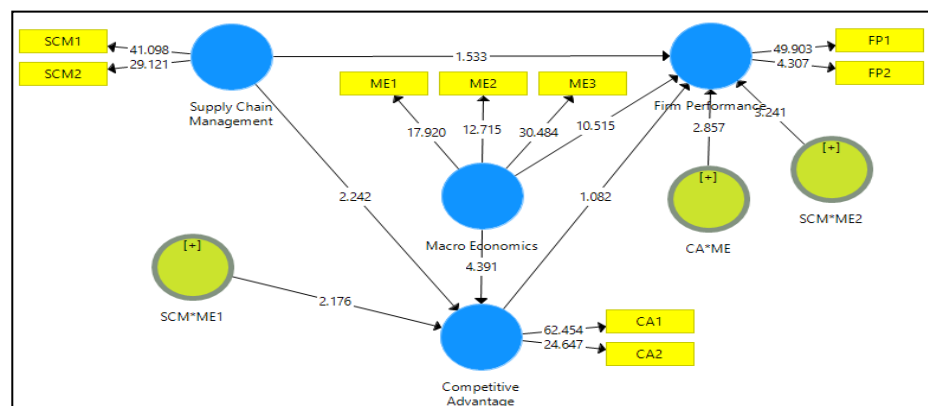 SCM1
41.098
SCM2
29.121
Supply Chain
Management
1.533
49.903
FP1
4.307
FP2
Firm Performance
ME1
ME2
ME3
17.920
12.715
30.484
10.515
2.857
3.241
[+]
CA*ME
[+]
SCM*ME2
2.242
1.082
Macro Economics
4.391
[+]
SCM*ME1
2.176
62.454
CA1
24.647
CA2
Competitive
Advantage